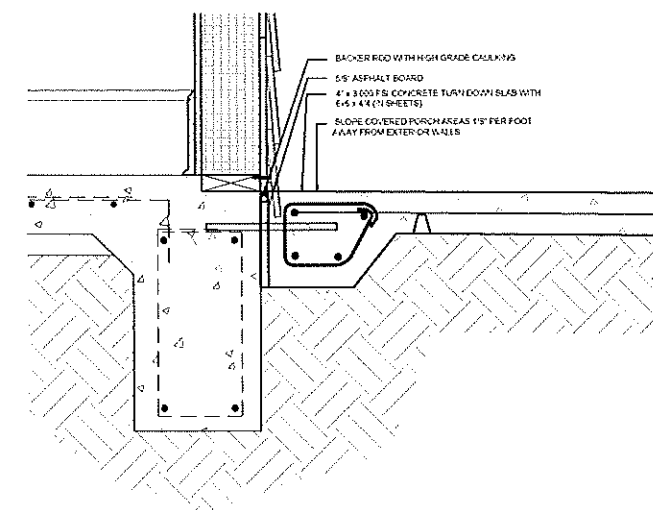 BACKER ROD WITH HIGH GRADE CAULKING
5/8" ASPHALT BOARD
4" x 3,000 PSI CONCRETE TURN DOWN SLAB WITH
6x6 x 4/4 (IN SHEETS)
SLOPE COVERED PORCH AREAS 1/8" PER FOOT
AWAY FROM EXTERIOR WALLS